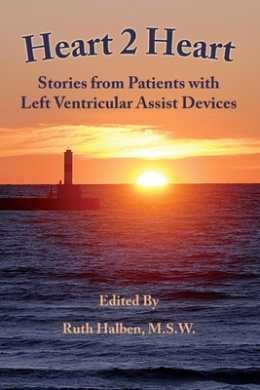 Heart 2 Heart
Stories from Patients with
Left Ventricular Assist Devices
Edited By
Ruth Halben, M.S.W.